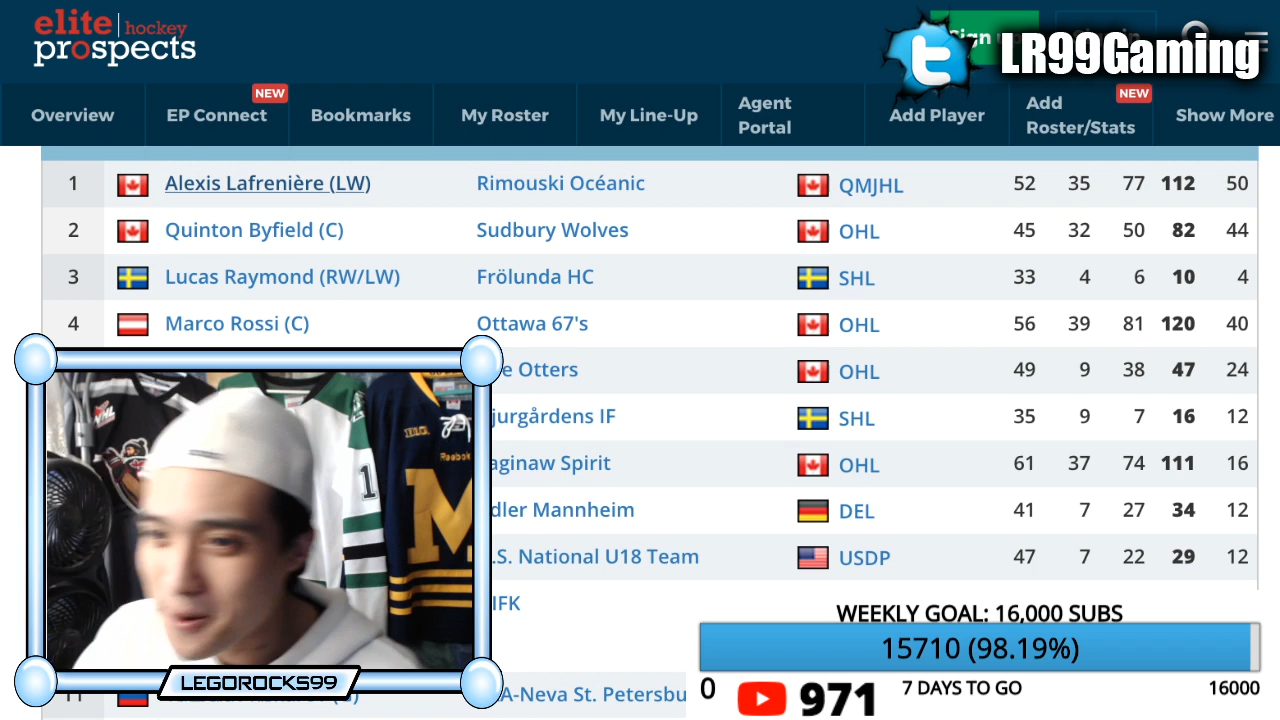 elite hockey prospects
LR99Gaming
Overview
EP Connect
NEW
Bookmarks
My Roster
My Line-Up
Agent Portal
Add Player
Add Roster/Stats
NEW
Show More
1 Alexis Lafrenière (LW) Rimouski Océanic QMJHL 52 35 77 112 50
2 Quinton Byfield (C) Sudbury Wolves OHL 45 32 50 82 44
3 Lucas Raymond (RW/LW) Frölunda HC SHL 33 4 6 10 4
4 Marco Rossi (C) Ottawa 67's OHL 56 39 81 120 40
e Otters OHL 49 9 38 47 24
jurgårdens IF SHL 35 9 7 16 12
aginaw Spirit OHL 61 37 74 111 16
dler Mannheim DEL 41 7 27 34 12
.S. National U18 Team USDP 47 7 22 29 12
IFK
A-Neva St. Petersbu
WHL
1
Reebok
M
LEGOROCKS99
WEEKLY GOAL: 16,000 SUBS
15710 (98.19%)
0 7 DAYS TO GO 16000
971